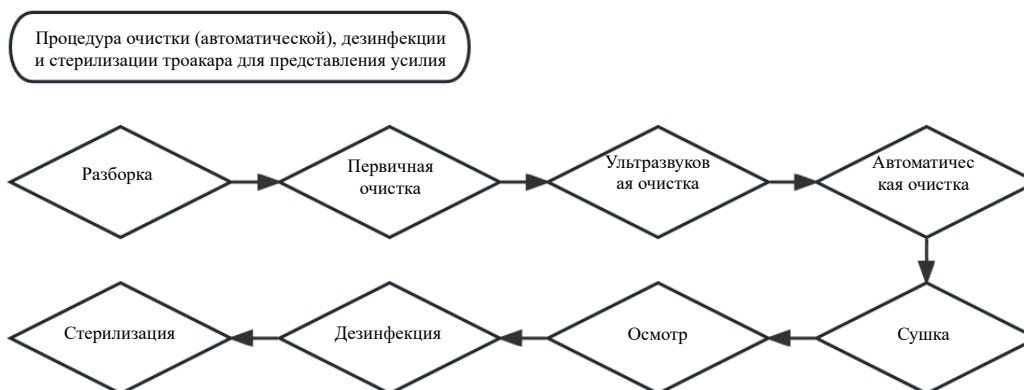 Процедура очистки (автоматической), дезинфекции
и стерилизации троакара для представления усилия
Разборка
Первичная
очистка
Ультразвуков
ая очистка
Автоматичес
кая очистка
Стерилизация
Дезинфекция
Осмотр
Сушка